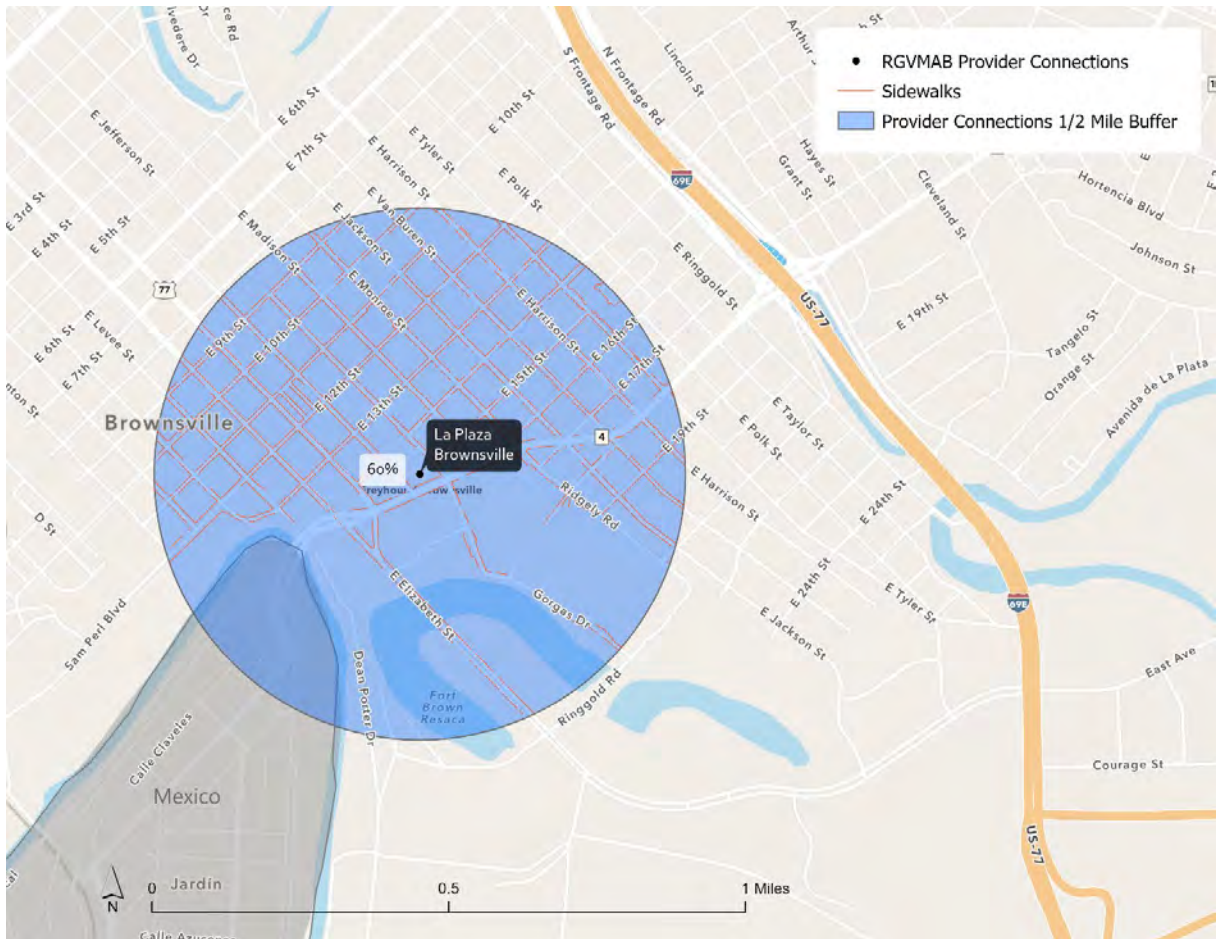 RGVMAB Provider Connections
Sidewalks
Provider Connections 1/2 Mile Buffer
E 6th St
E 7th St
E 10th St
S Frontage Rd
N Frontage Rd
Lincoln St
69E
Hayes St
Grant St
Cleveland St
Hortencia Blvd
Johnson St
E Jefferson St
E Tyler St
E Harrison St
E Polk St
E 3rd St
E 4th St
E 5th St
E Madison St
E Jackson St
E Van Buren St
E Ringgold St
77
US-77
E 19th St
Tangelo St
Orange St
Avenida de La Plata
E Levee St
E 6th St
E 7th St
E 9th St
E 10th St
E Monroe St
E Harrison St
E 16th St
E 17th St
E 12th St
E 13th St
E 15th St
Brownsville
La Plaza
Brownsville
60%
4
E 19th St
E Taylor St
E Polk St
E Harrison St
E 24th St
Ridgely Rd
D St
E 24th St
E Tyler St
69E
E Jackson St
Sam Perl Blvd
E Elizabeth St
Gorgas Dr
Dean Porter Dr
Fort
Brown
Resaca
Ringgold Rd
East Ave
Courage St
US-77
Calle Claveles
Mexico
Jardín
N
0 0.5 1 Miles